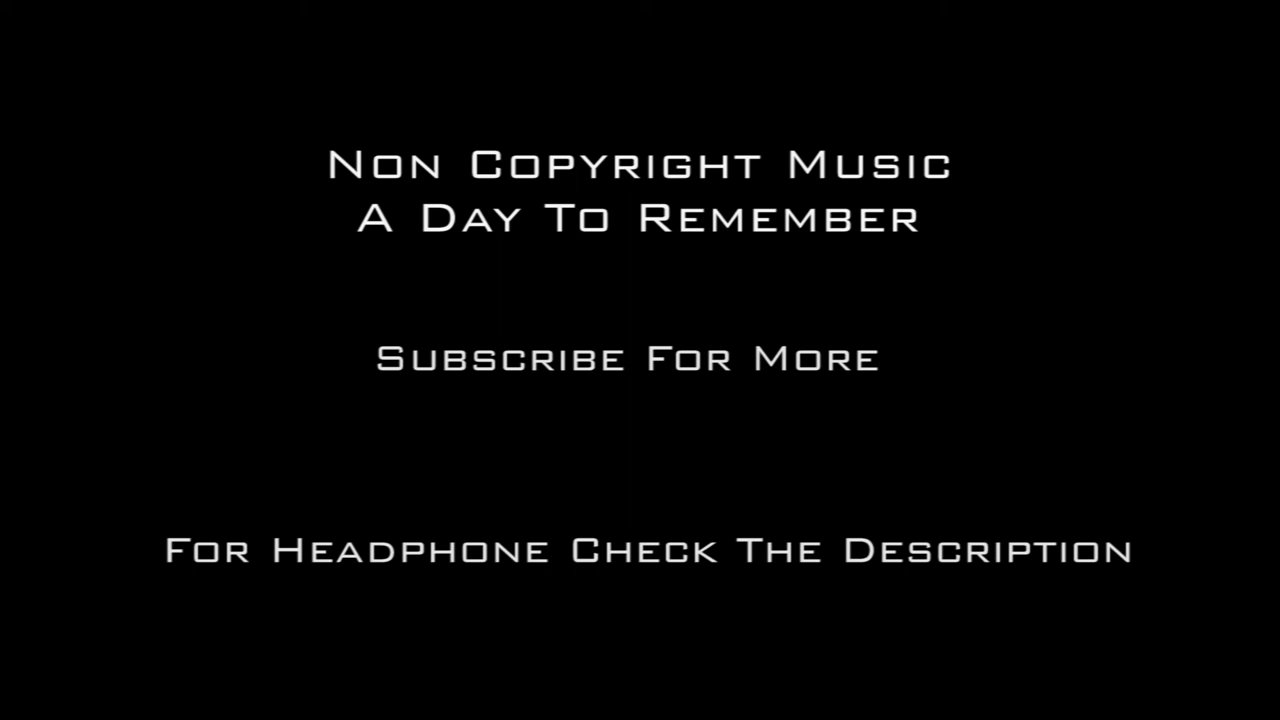 Non Copyright Music
A Day To Remember
Subscribe For More
For Headphone Check The Description